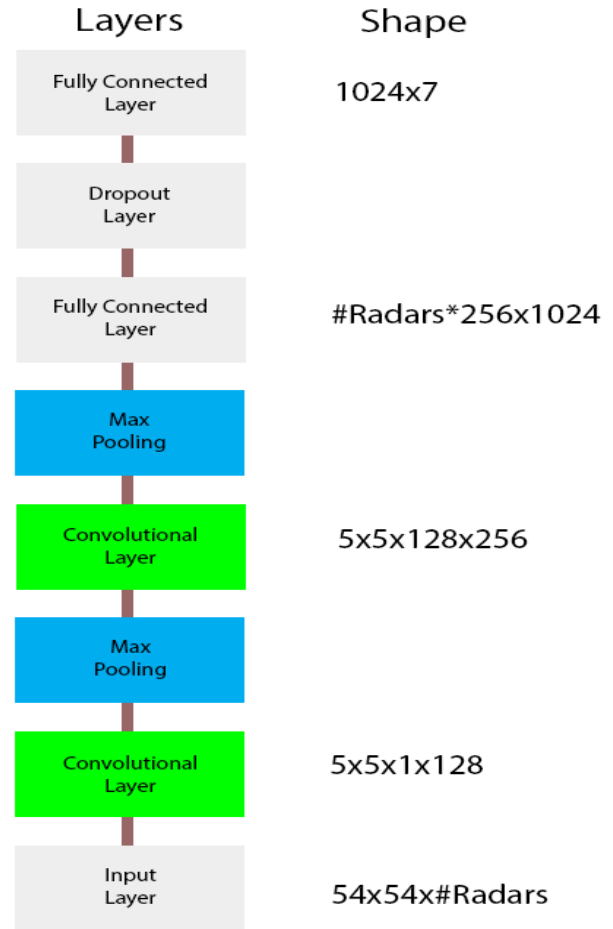 Layers Shape
Fully Connected
Layer
1024x7
Dropout
Layer
Fully Connected
Layer
#Radars*256x1024
Max
Pooling
Convolutional
Layer
5x5x128x256
Max
Pooling
Convolutional
Layer
5x5x1x128
Input
Layer
54x54x#Radars